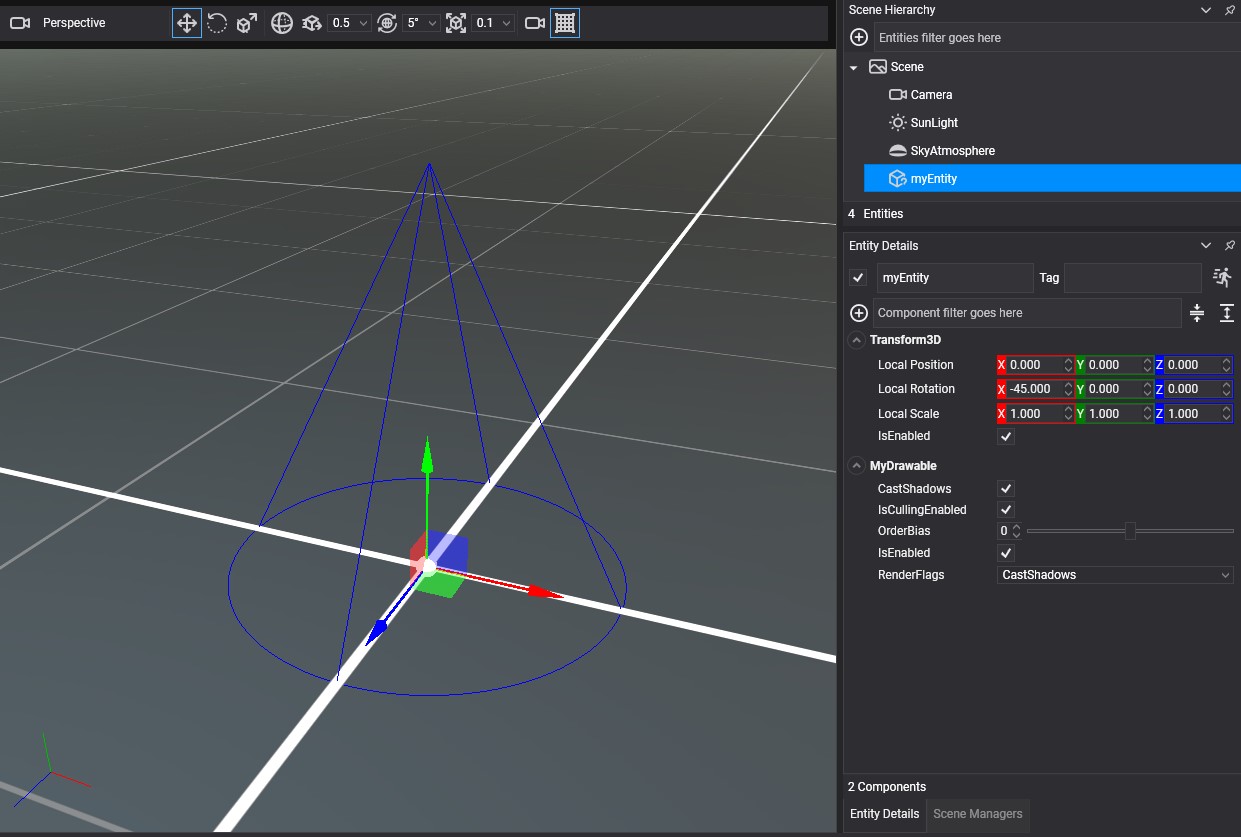 Perspective
0.5
5°
0.1
Scene Hierarchy
Entities filter goes here
Scene
Camera
SunLight
SkyAtmosphere
myEntity
4 Entities
Entity Details
myEntity Tag
Component filter goes here
Transform3D
Local Position X 0.000 Y 0.000 Z 0.000
Local Rotation X -45.000 Y 0.000 Z 0.000
Local Scale X 1.000 Y 1.000 Z 1.000
IsEnabled
MyDrawable
CastShadows
IsCullingEnabled
OrderBias 0
IsEnabled
RenderFlags CastShadows
2 Components
Entity Details Scene Managers